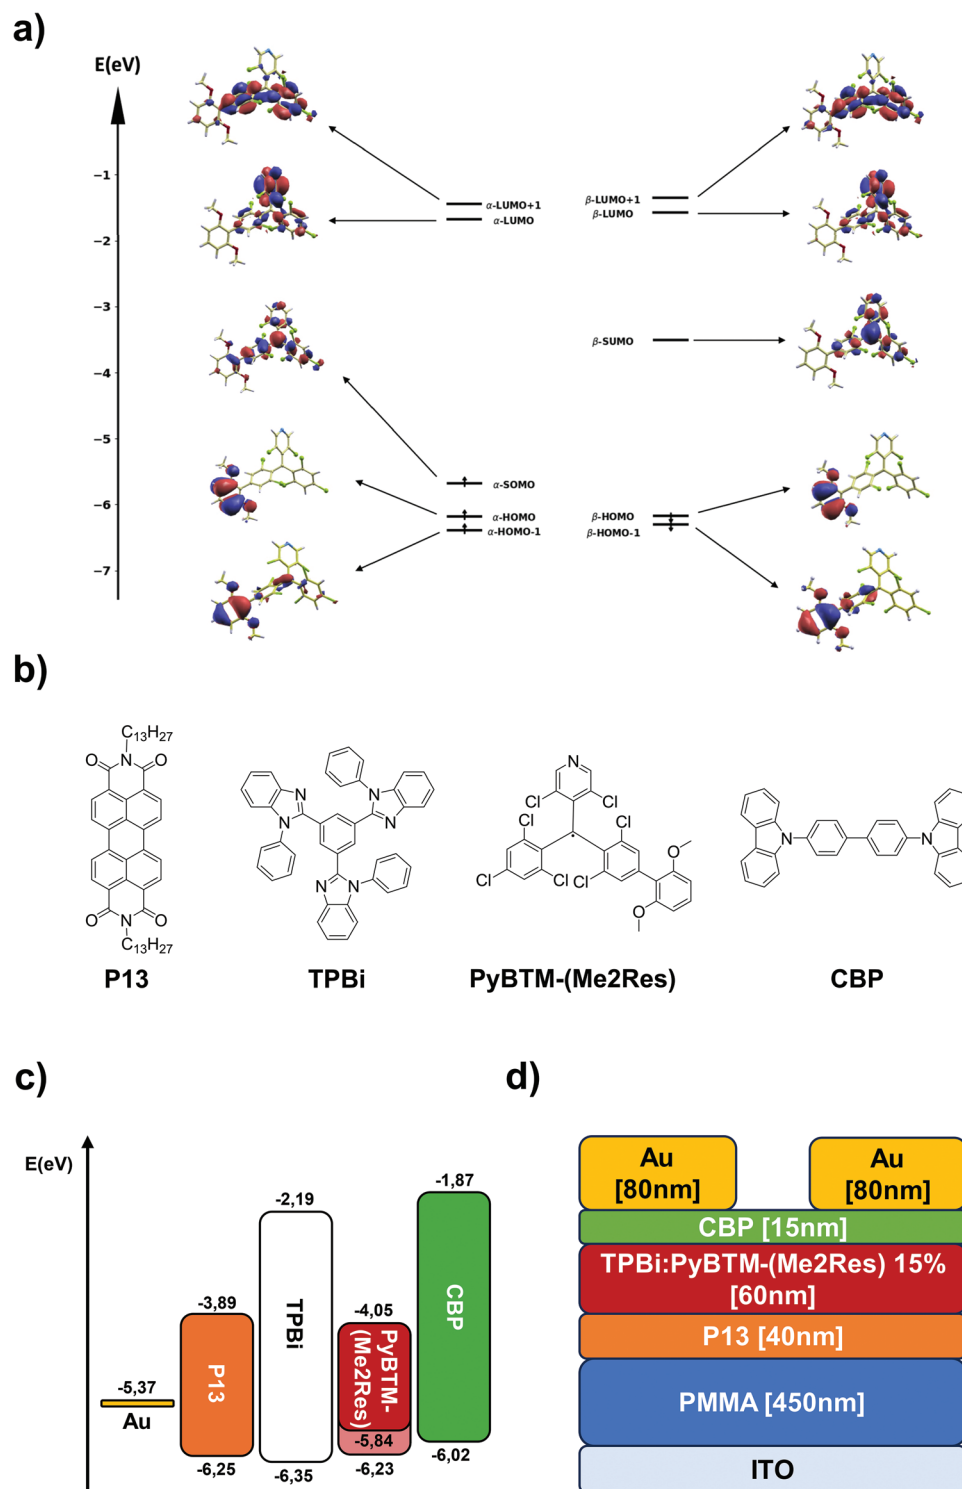 a)
E(eV)
−1
−2
−3
−4
−5
−6
−7
α-LUMO+1
α-LUMO
α-SOMO
α-HOMO
α-HOMO-1
β-LUMO+1
β-LUMO
β-SUMO
β-HOMO
β-HOMO-1
b)
C₁₃H₂₇
O N O
O N O
C₁₃H₂₇
P13
N N
N N
N N
TPBi
N
Cl Cl
Cl Cl
Cl Cl Cl
O
O
PyBTM-(Me2Res)
N N
CBP
c)
E(eV)
-5,37
Au
-3,89
P13
-6,25
-2,19
TPBi
-6,35
-4,05
PyBTM-
(Me2Res)
-5,84
-6,23
-1,87
CBP
-6,02
d)
Au
[80nm]
Au
[80nm]
CBP [15nm]
TPBi:PyBTM-(Me2Res) 15%
[60nm]
P13 [40nm]
PMMA [450nm]
ITO